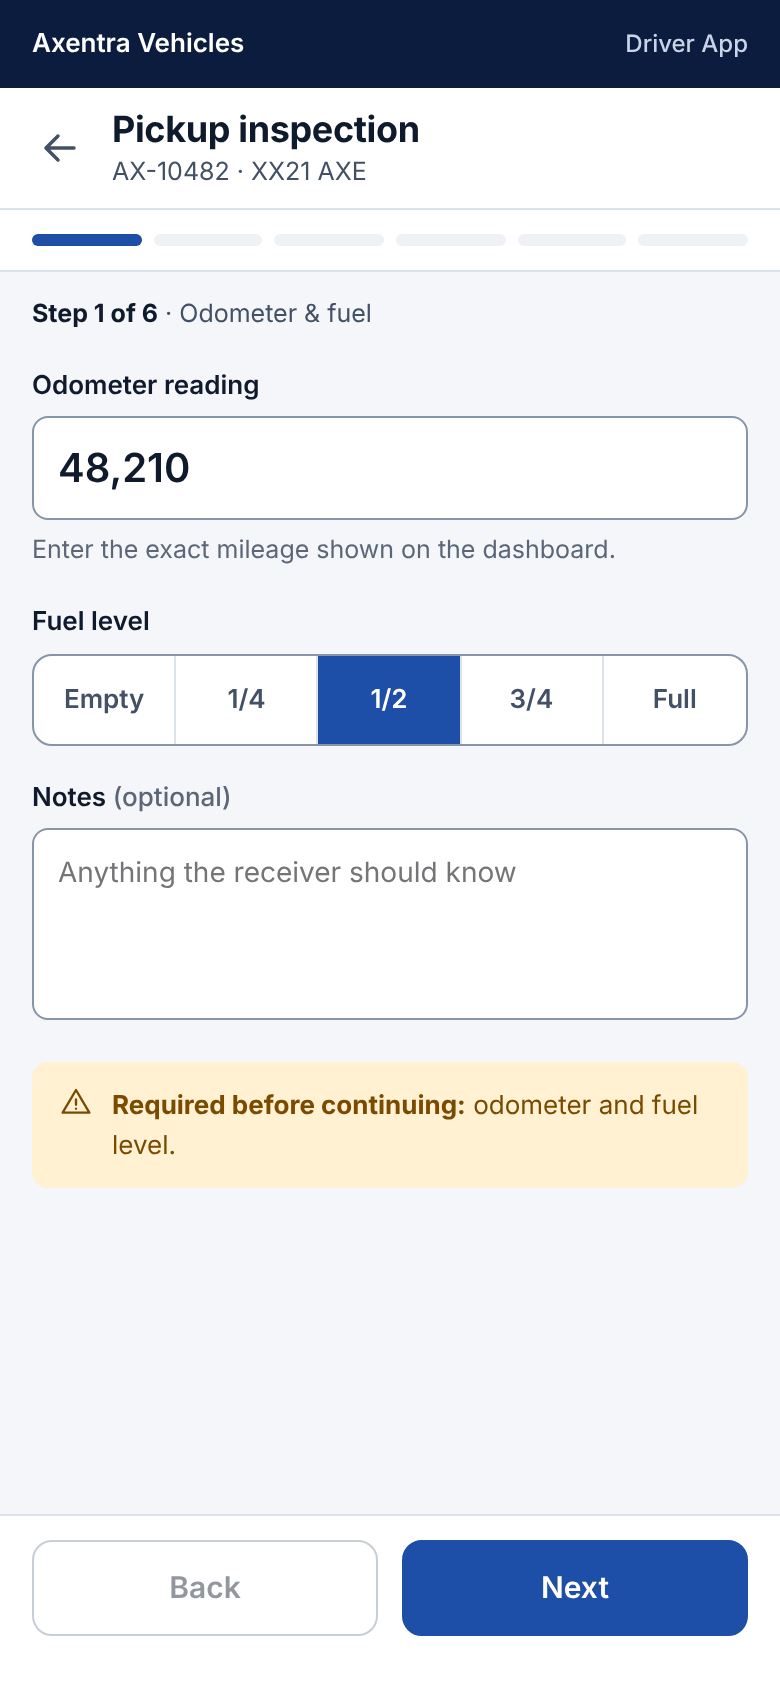 Axentra Vehicles Driver App
Pickup inspection
AX-10482 · XX21 AXE
Step 1 of 6 · Odometer & fuel
Odometer reading
48,210
Enter the exact mileage shown on the dashboard.
Fuel level
Empty 1/4 1/2 3/4 Full
Notes (optional)
Anything the receiver should know
Required before continuing: odometer and fuel
level.
Back Next